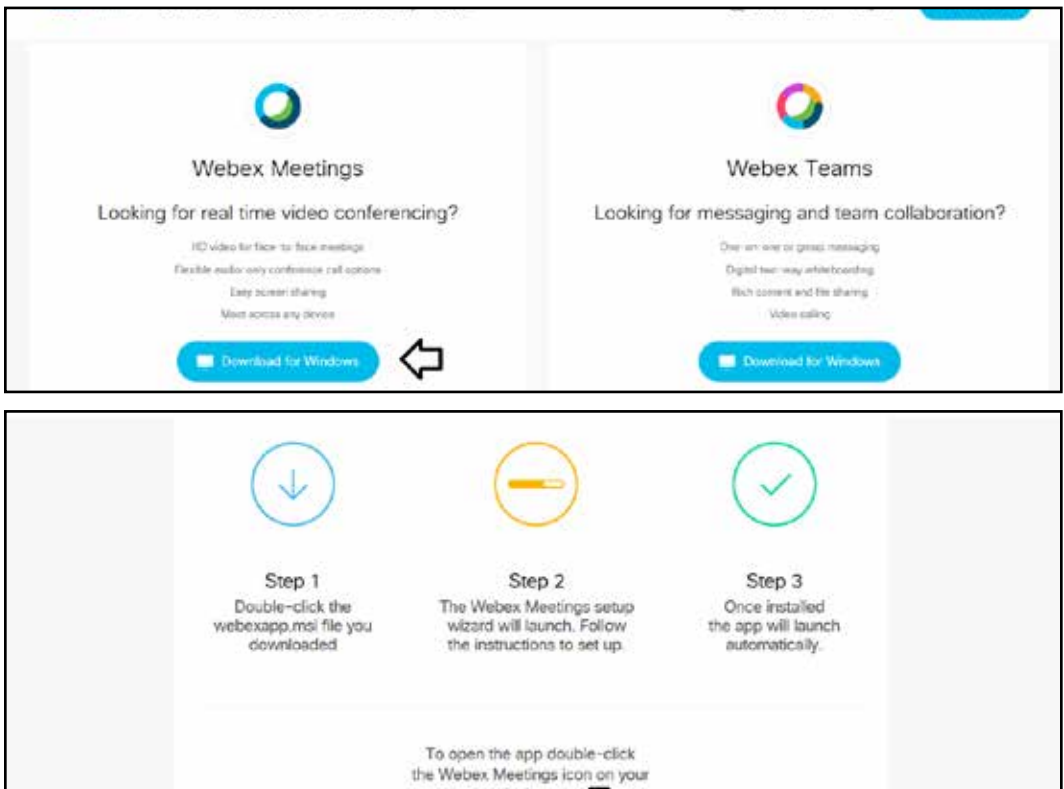 Webex Meetings
Looking for real time video conferencing?
HD video for face-to-face meetings
Flexible audio only conference call options
Easy screen sharing
Meet across any device
Download for Windows
Webex Teams
Looking for messaging and team collaboration?
One-on-one or group messaging
Digital two-way whiteboarding
Rich content and file sharing
Video calling
Download for Windows
Step 1
Double-click the
webexapp.msi file you
downloaded
Step 2
The Webex Meetings setup
wizard will launch. Follow
the instructions to set up.
Step 3
Once installed
the app will launch
automatically.
To open the app double-click
the Webex Meetings icon on your